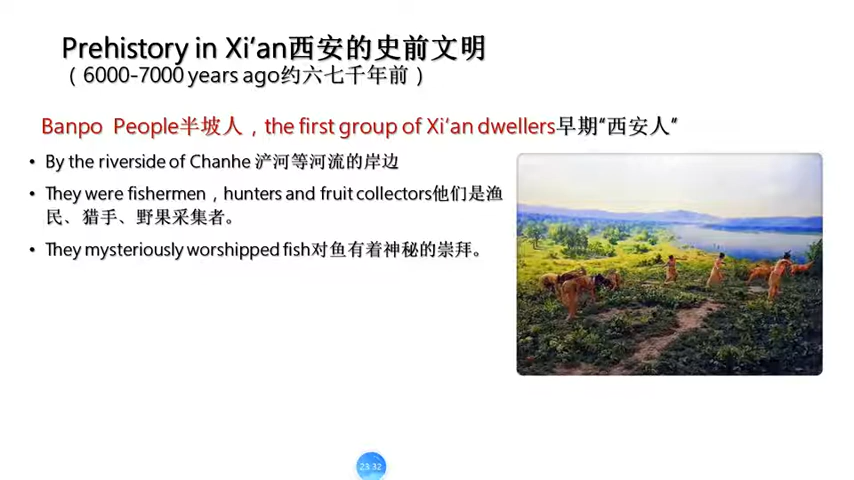 Prehistory in Xi'an西安的史前文明
（6000-7000 years ago约六七千年前）
Banpo People半坡人，the first group of Xi'an dwellers早期“西安人”
• By the riverside of Chanhe 浐河等河流的岸边
• They were fishermen，hunters and fruit collectors他们是渔
民、猎手、野果采集者。
• They mysteriously worshipped fish对鱼有着神秘的崇拜。
23:32